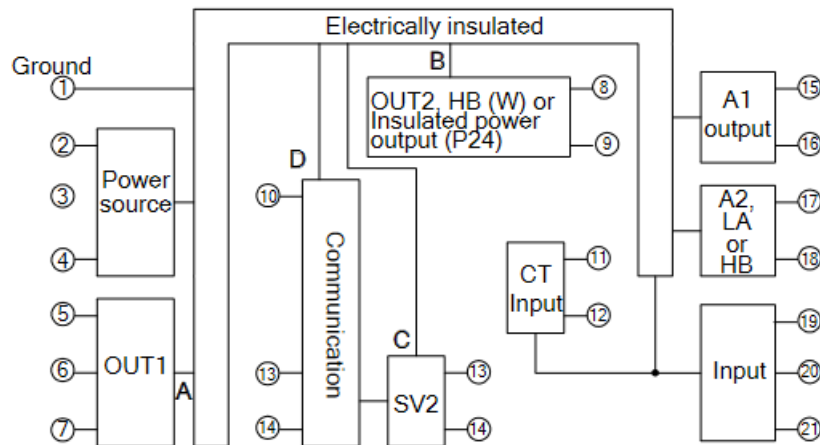 Electrically insulated
Ground
1
B
8
15
OUT2, HB (W) or
Insulated power
output (P24)
A1
output
2
9
16
D
Power
source
3
10
17
A2,
LA
or
HB
4
11
18
CT
Input
Communication
5
12
19
C
OUT1
6
13
13
20
Input
A
SV2
7
14
14
21